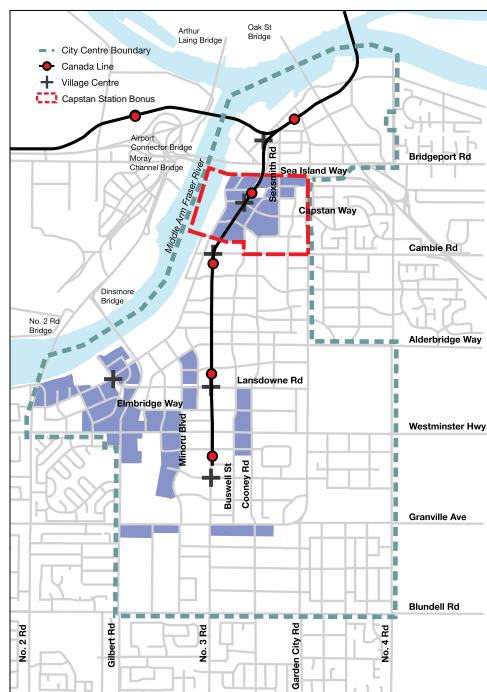 Arthur
Laing Bridge
Oak St
Bridge
City Centre Boundary
Canada Line
Village Centre
Capstan Station Bonus
Airport
Connector Bridge
Moray
Channel Bridge
Middle Arm Fraser River
Sexsmith Rd
Bridgeport Rd
Sea Island Way
Capstan Way
Cambie Rd
Dinsmore
Bridge
No. 2 Rd
Bridge
Alderbridge Way
Lansdowne Rd
Elmbridge Way
Minoru Blvd
Westminster Hwy
Buswell St
Cooney Rd
Granville Ave
Blundell Rd
No. 2 Rd
Gilbert Rd
No. 3 Rd
Garden City Rd
No. 4 Rd